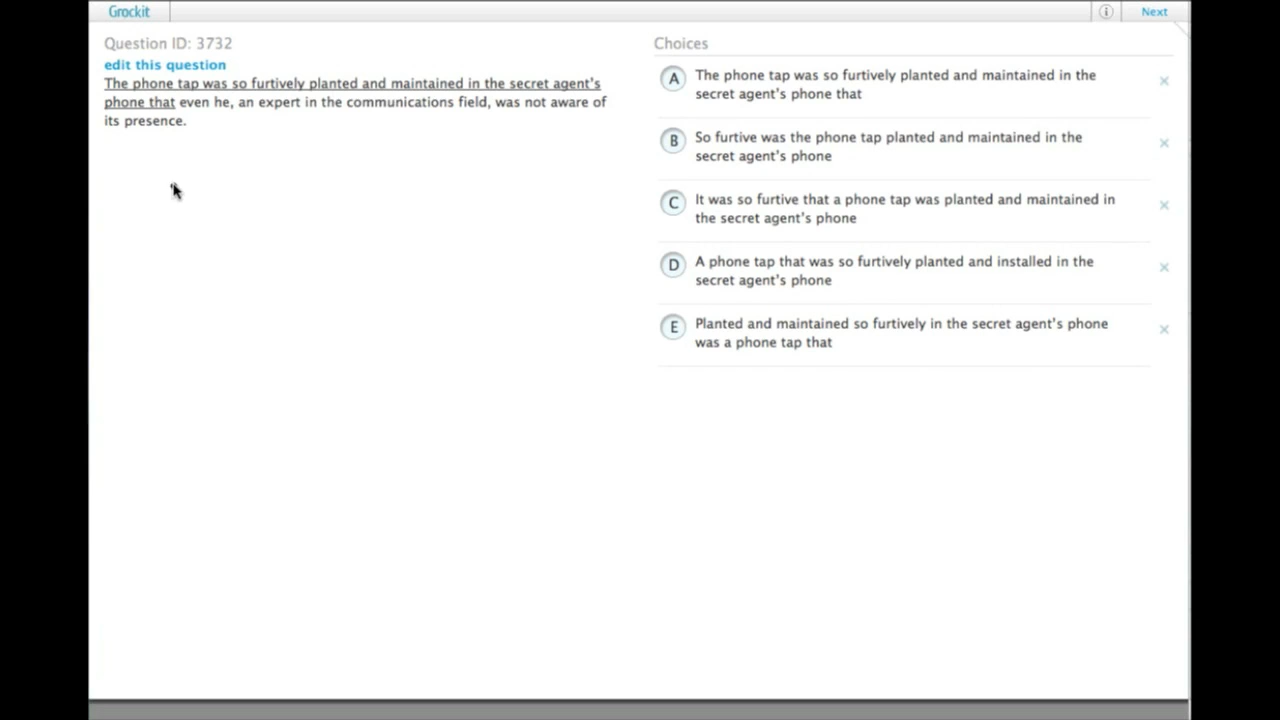 Grockit
Next
Question ID: 3732
edit this question
The phone tap was so furtively planted and maintained in the secret agent's
phone that even he, an expert in the communications field, was not aware of
its presence.
Choices
A The phone tap was so furtively planted and maintained in the
secret agent's phone that
B So furtive was the phone tap planted and maintained in the
secret agent's phone
C It was so furtive that a phone tap was planted and maintained in
the secret agent's phone
D A phone tap that was so furtively planted and installed in the
secret agent's phone
E Planted and maintained so furtively in the secret agent's phone
was a phone tap that